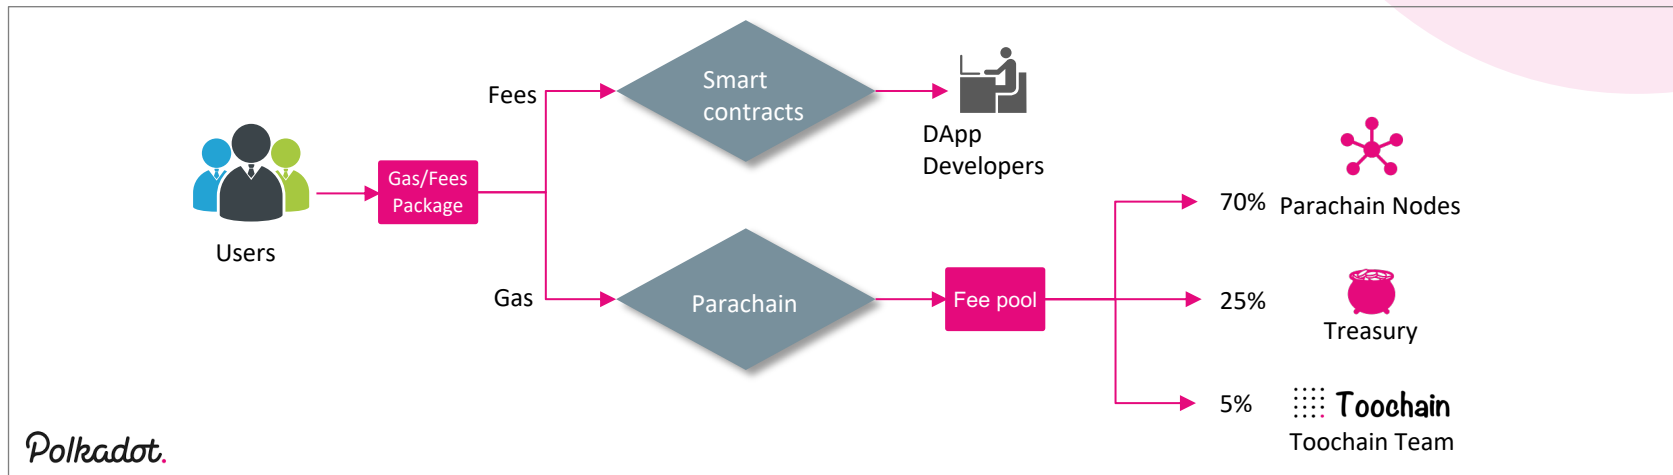 Users
Gas/Fees
Package
Fees
Smart
contracts
DApp
Developers
Gas
Parachain
Fee pool
70%
Parachain Nodes
25%
Treasury
5%
Toochain
Toochain Team
Polkadot.